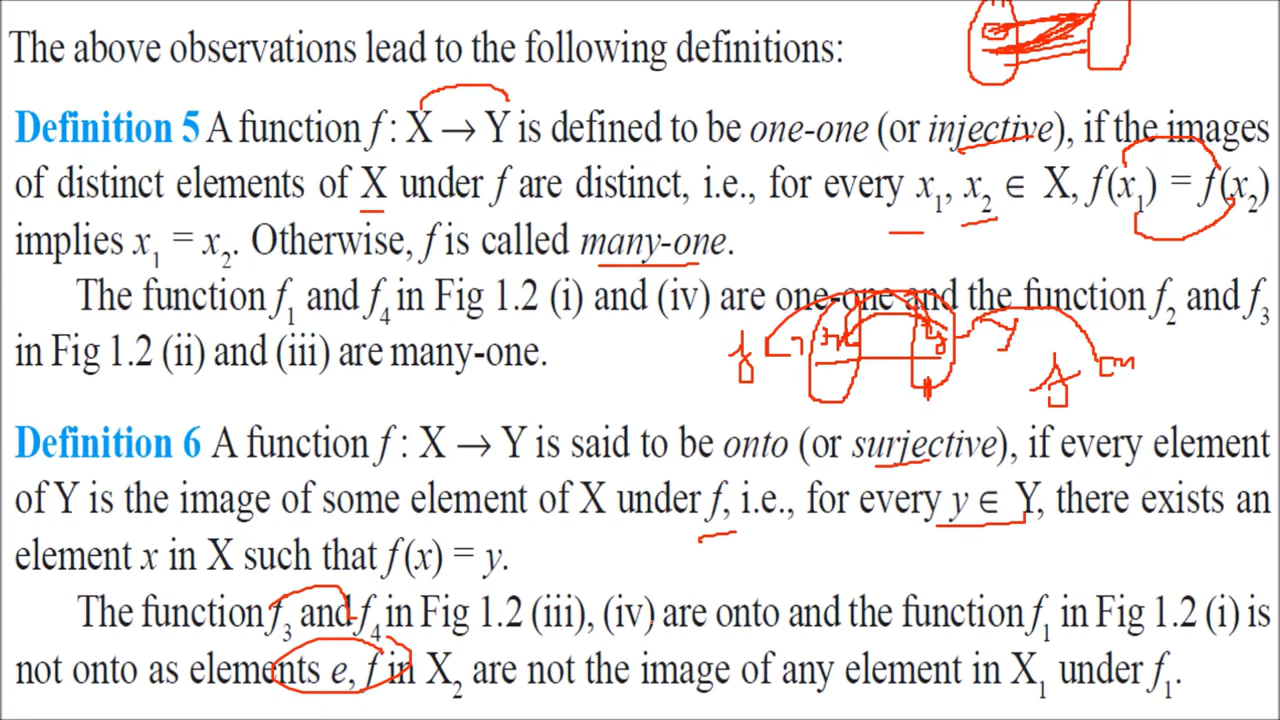 The above observations lead to the following definitions:
Definition 5 A function f : X → Y is defined to be one-one (or injective), if the images
of distinct elements of X under f are distinct, i.e., for every x₁, x₂ ∈ X, f(x₁) = f(x₂)
implies x₁ = x₂. Otherwise, f is called many-one.
The function f₁ and f₄ in Fig 1.2 (i) and (iv) are one-one and the function f₂ and f₃
in Fig 1.2 (ii) and (iii) are many-one.
Definition 6 A function f : X → Y is said to be onto (or surjective), if every element
of Y is the image of some element of X under f, i.e., for every y ∈ Y, there exists an
element x in X such that f(x) = y.
The function f₃ and f₄ in Fig 1.2 (iii), (iv) are onto and the function f₁ in Fig 1.2 (i) is
not onto as elements e, f in X₂ are not the image of any element in X₁ under f₁.